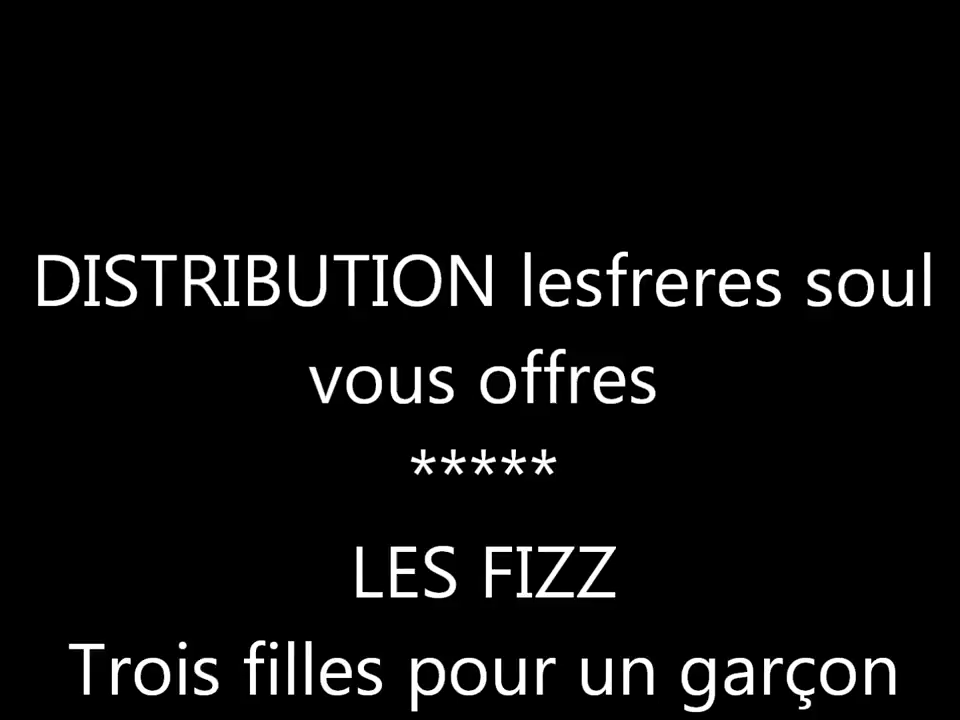 DISTRIBUTION lesfreres soul
vous offres
*****
LES FIZZ
Trois filles pour un garçon